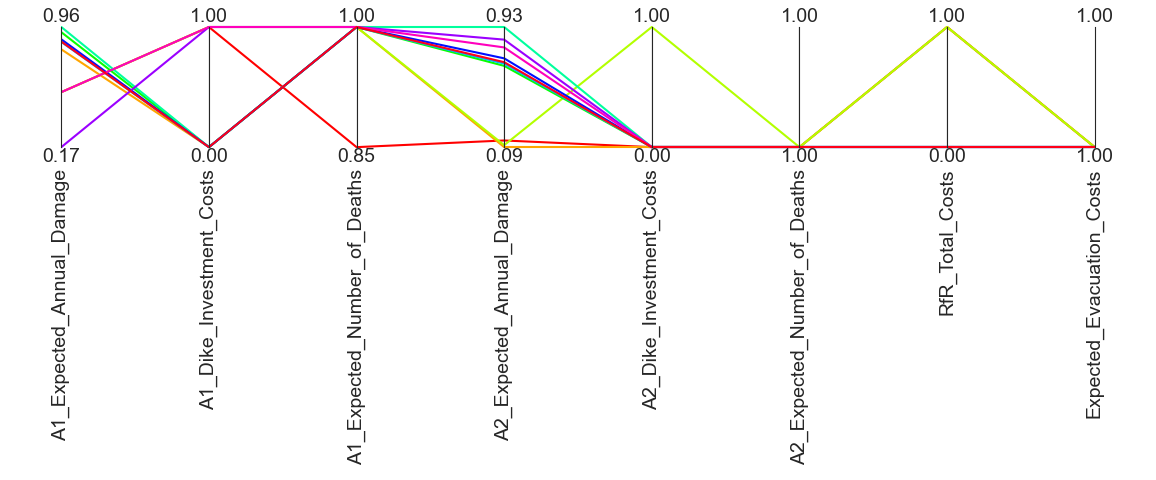 0.96 1.00 1.00 0.93 1.00 1.00 1.00 1.00
0.17 0.00 0.85 0.09 0.00 1.00 0.00 1.00
A1_Expected_Annual_Damage
A1_Dike_Investment_Costs
A1_Expected_Number_of_Deaths
A2_Expected_Annual_Damage
A2_Dike_Investment_Costs
A2_Expected_Number_of_Deaths
RfR_Total_Costs
Expected_Evacuation_Costs